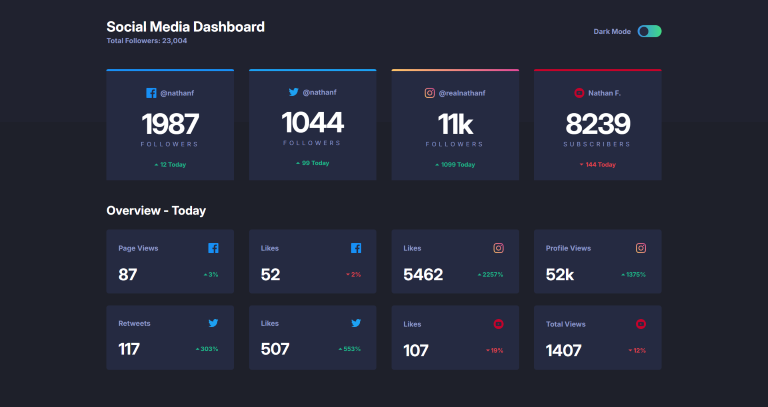 Social Media Dashboard
Total Followers: 23,004
Dark Mode
@nathanf
1987
FOLLOWERS
12 Today
@nathanf
1044
FOLLOWERS
99 Today
@realnathanf
11k
FOLLOWERS
1099 Today
Nathan F.
8239
SUBSCRIBERS
144 Today
Overview - Today
Page Views
87
3%
Likes
52
2%
Likes
5462
2257%
Profile Views
52k
1375%
Retweets
117
303%
Likes
507
553%
Likes
107
19%
Total Views
1407
12%